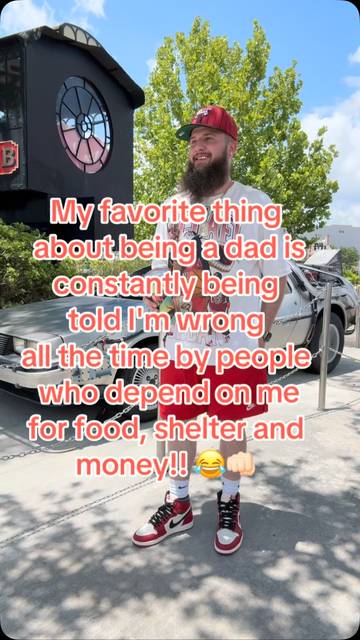 My favorite thing
about being a dad is
constantly being
told I'm wrong
all the time by people
who depend on me
for food, shelter and
money!! 😂👊🏻